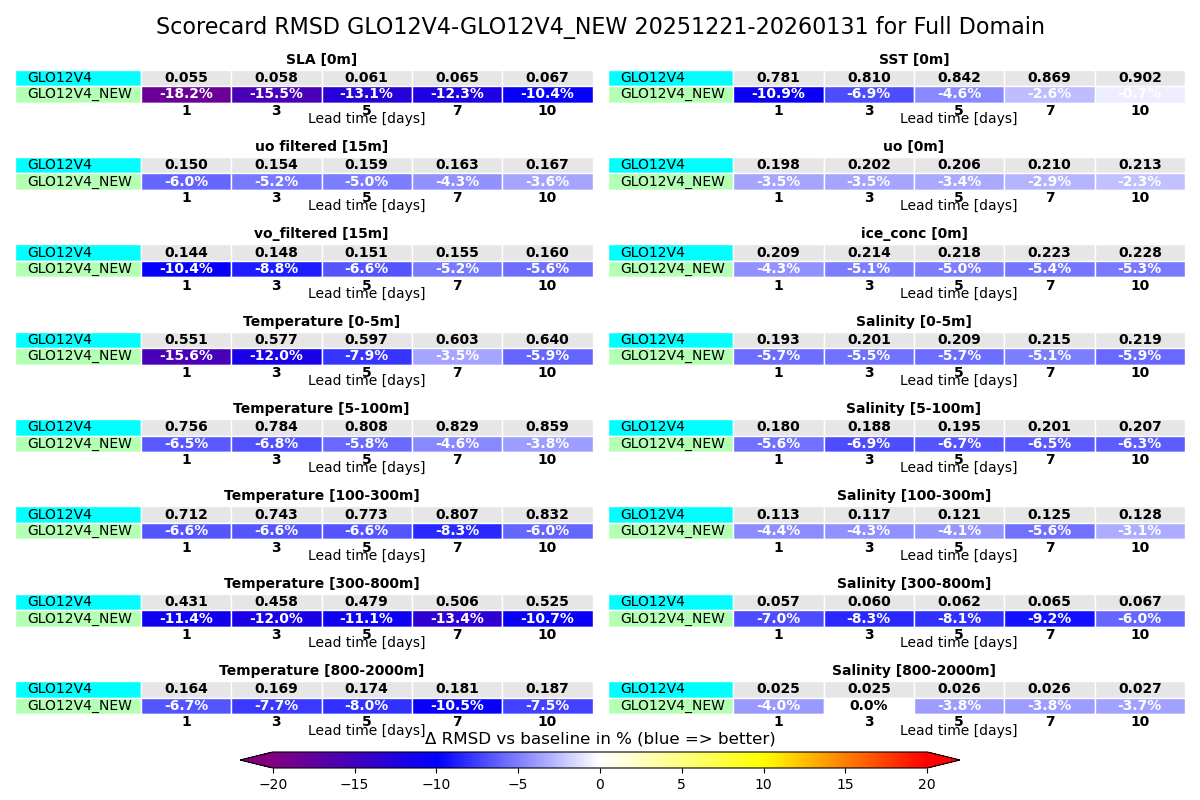 Scorecard RMSD GLO12V4-GLO12V4_NEW 20251221-20260131 for Full Domain
SLA [0m]
GLO12V4 0.055 0.058 0.061 0.065 0.067
GLO12V4_NEW -18.2% -15.5% -13.1% -12.3% -10.4%
1 3 5 7 10
Lead time [days]
SST [0m]
GLO12V4 0.781 0.810 0.842 0.869 0.902
GLO12V4_NEW -10.9% -6.9% -4.6% -2.6% -0.7%
1 3 5 7 10
Lead time [days]
uo filtered [15m]
GLO12V4 0.150 0.154 0.159 0.163 0.167
GLO12V4_NEW -6.0% -5.2% -5.0% -4.3% -3.6%
1 3 5 7 10
Lead time [days]
uo [0m]
GLO12V4 0.198 0.202 0.206 0.210 0.213
GLO12V4_NEW -3.5% -3.5% -3.4% -2.9% -2.3%
1 3 5 7 10
Lead time [days]
vo_filtered [15m]
GLO12V4 0.144 0.148 0.151 0.155 0.160
GLO12V4_NEW -10.4% -8.8% -6.6% -5.2% -5.6%
1 3 5 7 10
Lead time [days]
ice_conc [0m]
GLO12V4 0.209 0.214 0.218 0.223 0.228
GLO12V4_NEW -4.3% -5.1% -5.0% -5.4% -5.3%
1 3 5 7 10
Lead time [days]
Temperature [0-5m]
GLO12V4 0.551 0.577 0.597 0.603 0.640
GLO12V4_NEW -15.6% -12.0% -7.9% -3.5% -5.9%
1 3 5 7 10
Lead time [days]
Salinity [0-5m]
GLO12V4 0.193 0.201 0.209 0.215 0.219
GLO12V4_NEW -5.7% -5.5% -5.7% -5.1% -5.9%
1 3 5 7 10
Lead time [days]
Temperature [5-100m]
GLO12V4 0.756 0.784 0.808 0.829 0.859
GLO12V4_NEW -6.5% -6.8% -5.8% -4.6% -3.8%
1 3 5 7 10
Lead time [days]
Salinity [5-100m]
GLO12V4 0.180 0.188 0.195 0.201 0.207
GLO12V4_NEW -5.6% -6.9% -6.7% -6.5% -6.3%
1 3 5 7 10
Lead time [days]
Temperature [100-300m]
GLO12V4 0.712 0.743 0.773 0.807 0.832
GLO12V4_NEW -6.6% -6.6% -6.6% -8.3% -6.0%
1 3 5 7 10
Lead time [days]
Salinity [100-300m]
GLO12V4 0.113 0.117 0.121 0.125 0.128
GLO12V4_NEW -4.4% -4.3% -4.1% -5.6% -3.1%
1 3 5 7 10
Lead time [days]
Temperature [300-800m]
GLO12V4 0.431 0.458 0.479 0.506 0.525
GLO12V4_NEW -11.4% -12.0% -11.1% -13.4% -10.7%
1 3 5 7 10
Lead time [days]
Salinity [300-800m]
GLO12V4 0.057 0.060 0.062 0.065 0.067
GLO12V4_NEW -7.0% -8.3% -8.1% -9.2% -6.0%
1 3 5 7 10
Lead time [days]
Temperature [800-2000m]
GLO12V4 0.164 0.169 0.174 0.181 0.187
GLO12V4_NEW -6.7% -7.7% -8.0% -10.5% -7.5%
1 3 5 7 10
Lead time [days]
Salinity [800-2000m]
GLO12V4 0.025 0.025 0.026 0.026 0.027
GLO12V4_NEW -4.0% 0.0% -3.8% -3.8% -3.7%
1 3 5 7 10
Lead time [days]
Δ RMSD vs baseline in % (blue => better)
−20 −15 −10 −5 0 5 10 15 20